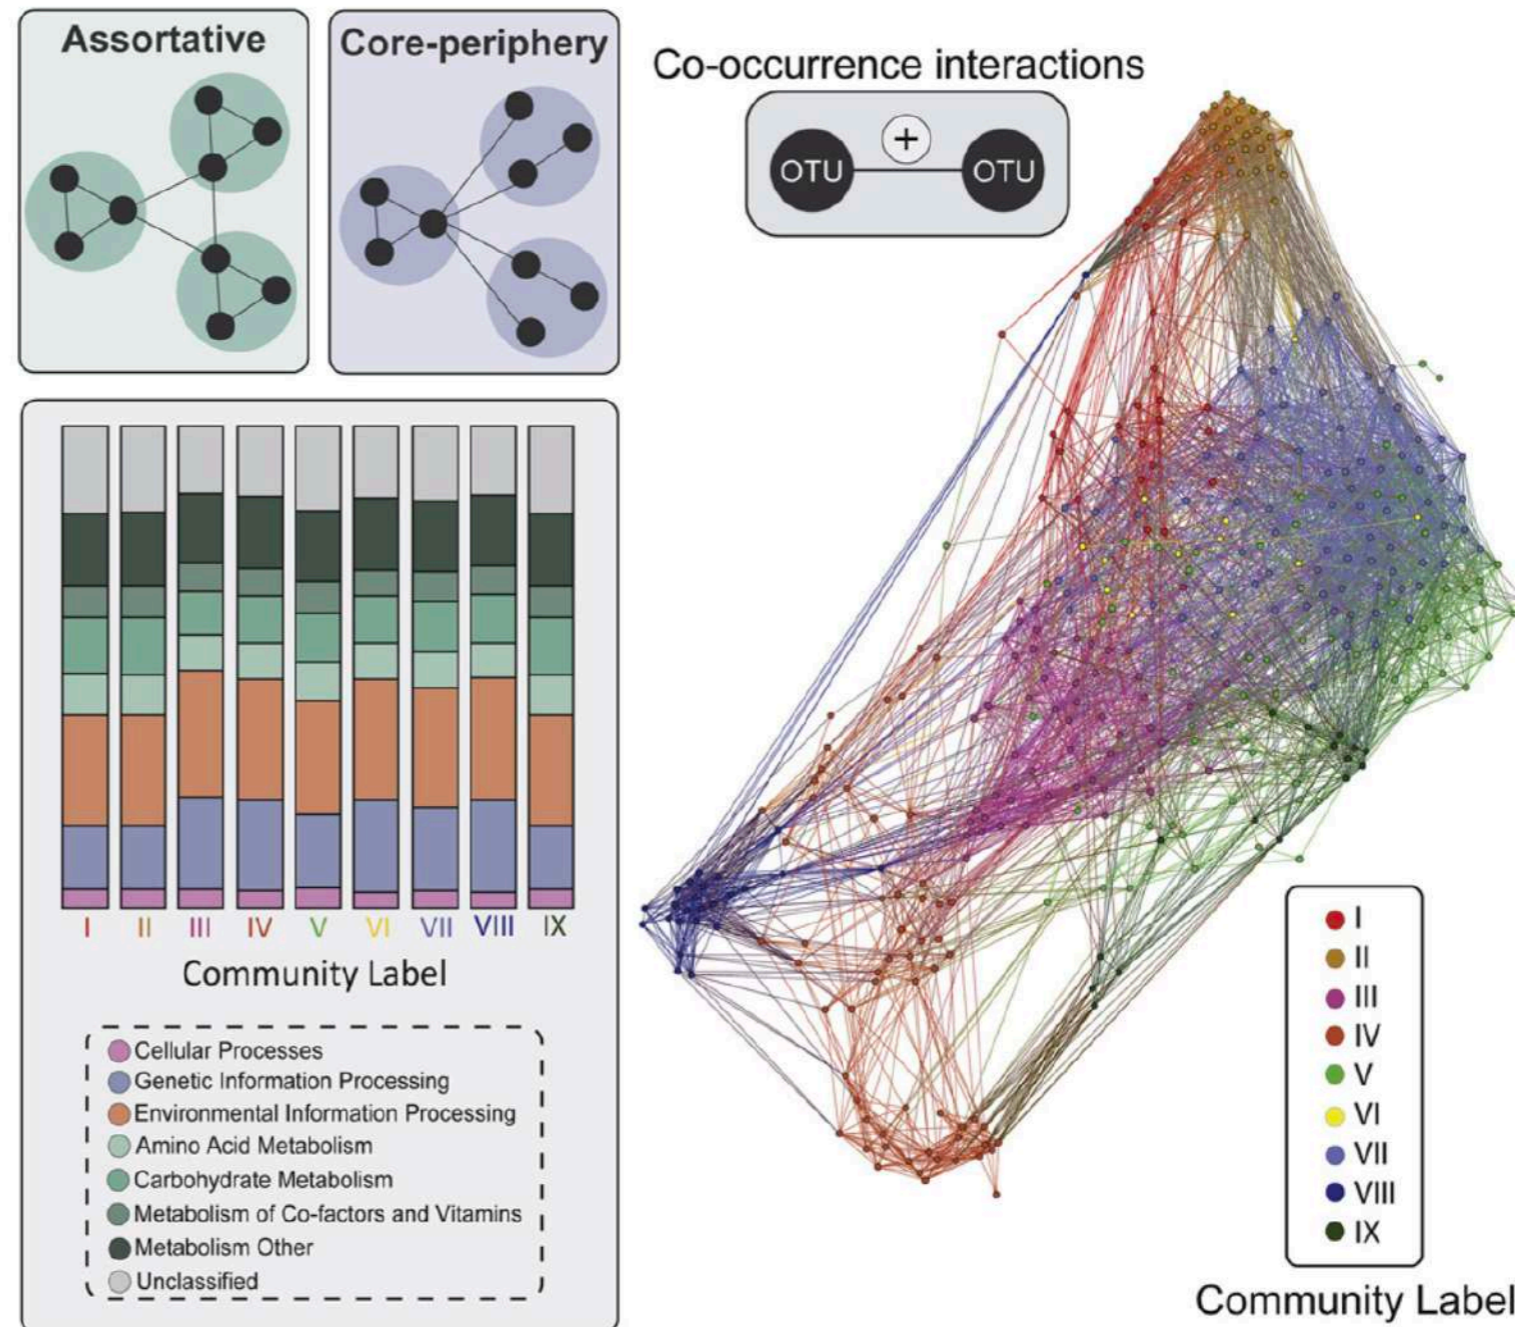 Assortative
Core-periphery
Co-occurrence interactions
OTU
+
OTU
I II III IV V VI VII VIII IX
Community Label
Cellular Processes
Genetic Information Processing
Environmental Information Processing
Amino Acid Metabolism
Carbohydrate Metabolism
Metabolism of Co-factors and Vitamins
Metabolism Other
Unclassified
I
II
III
IV
V
VI
VII
VIII
IX
Community Label